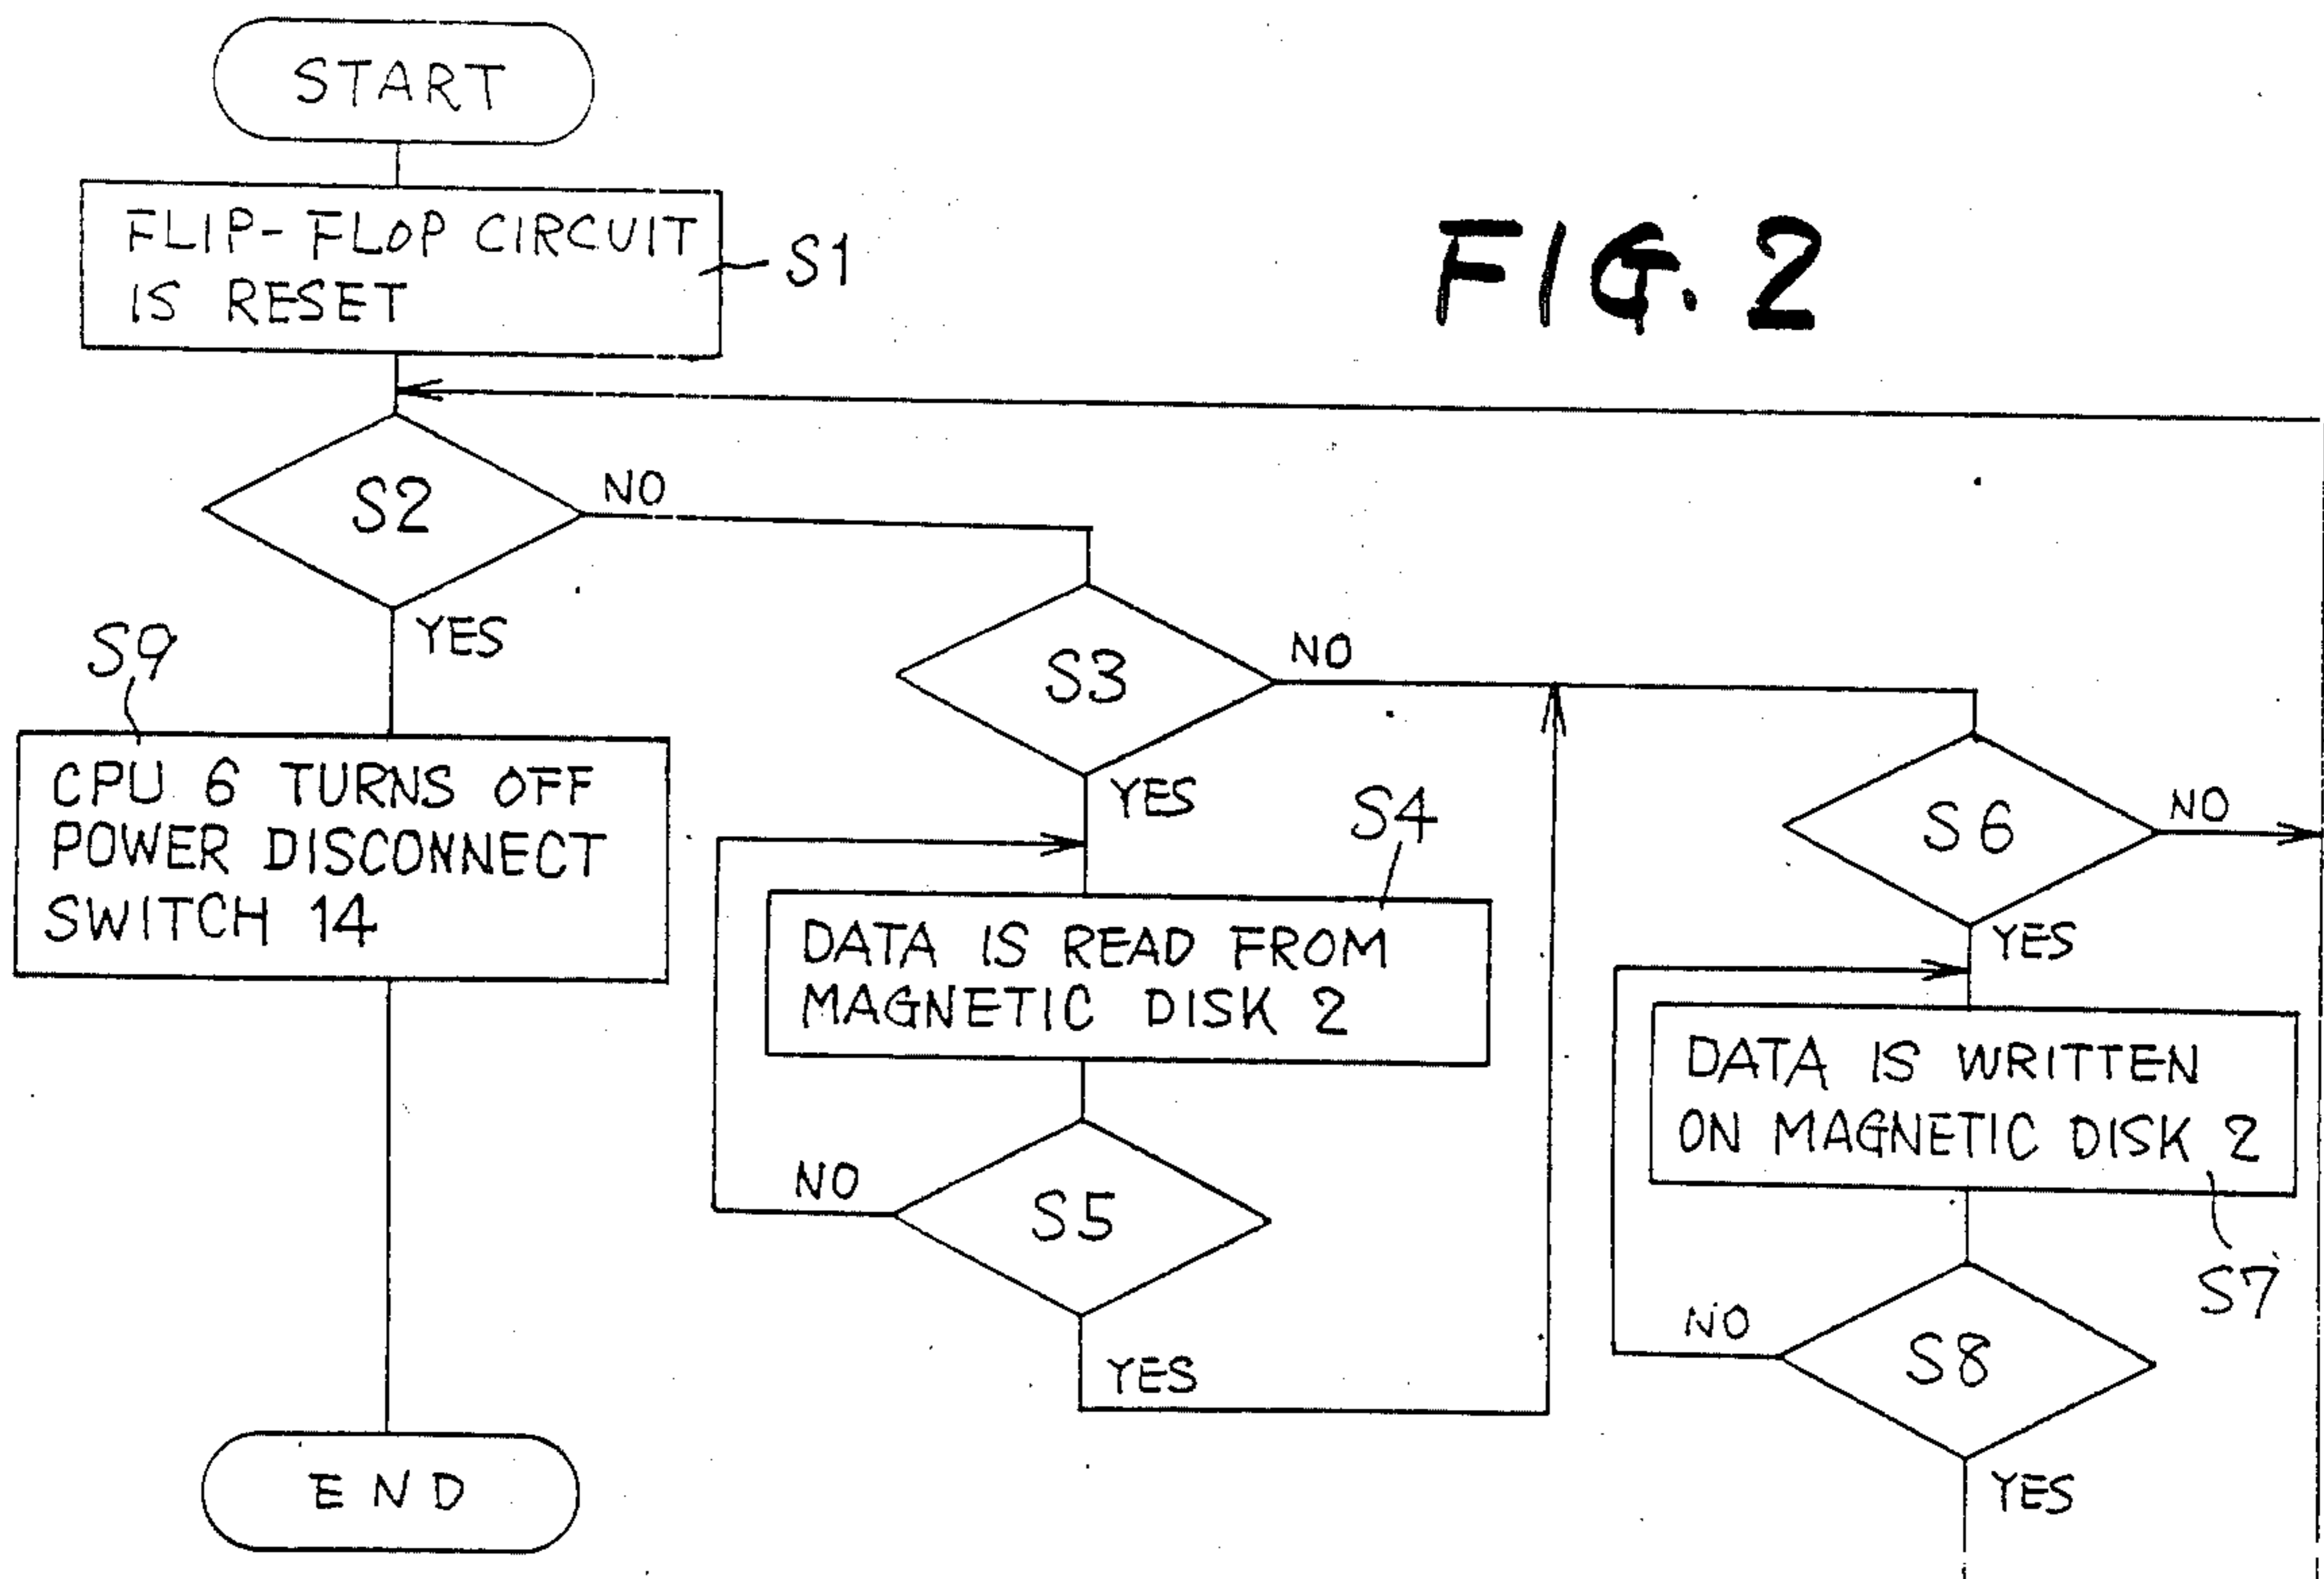 START
FLIP-FLOP CIRCUIT
IS RESET
S1
FIG. 2
S2
NO
YES
S9
CPU 6 TURNS OFF
POWER DISCONNECT
SWITCH 14
END
S3
NO
YES
S4
DATA IS READ FROM
MAGNETIC DISK 2
S5
NO
YES
S6
NO
YES
DATA IS WRITTEN
ON MAGNETIC DISK 2
S7
S8
NO
YES